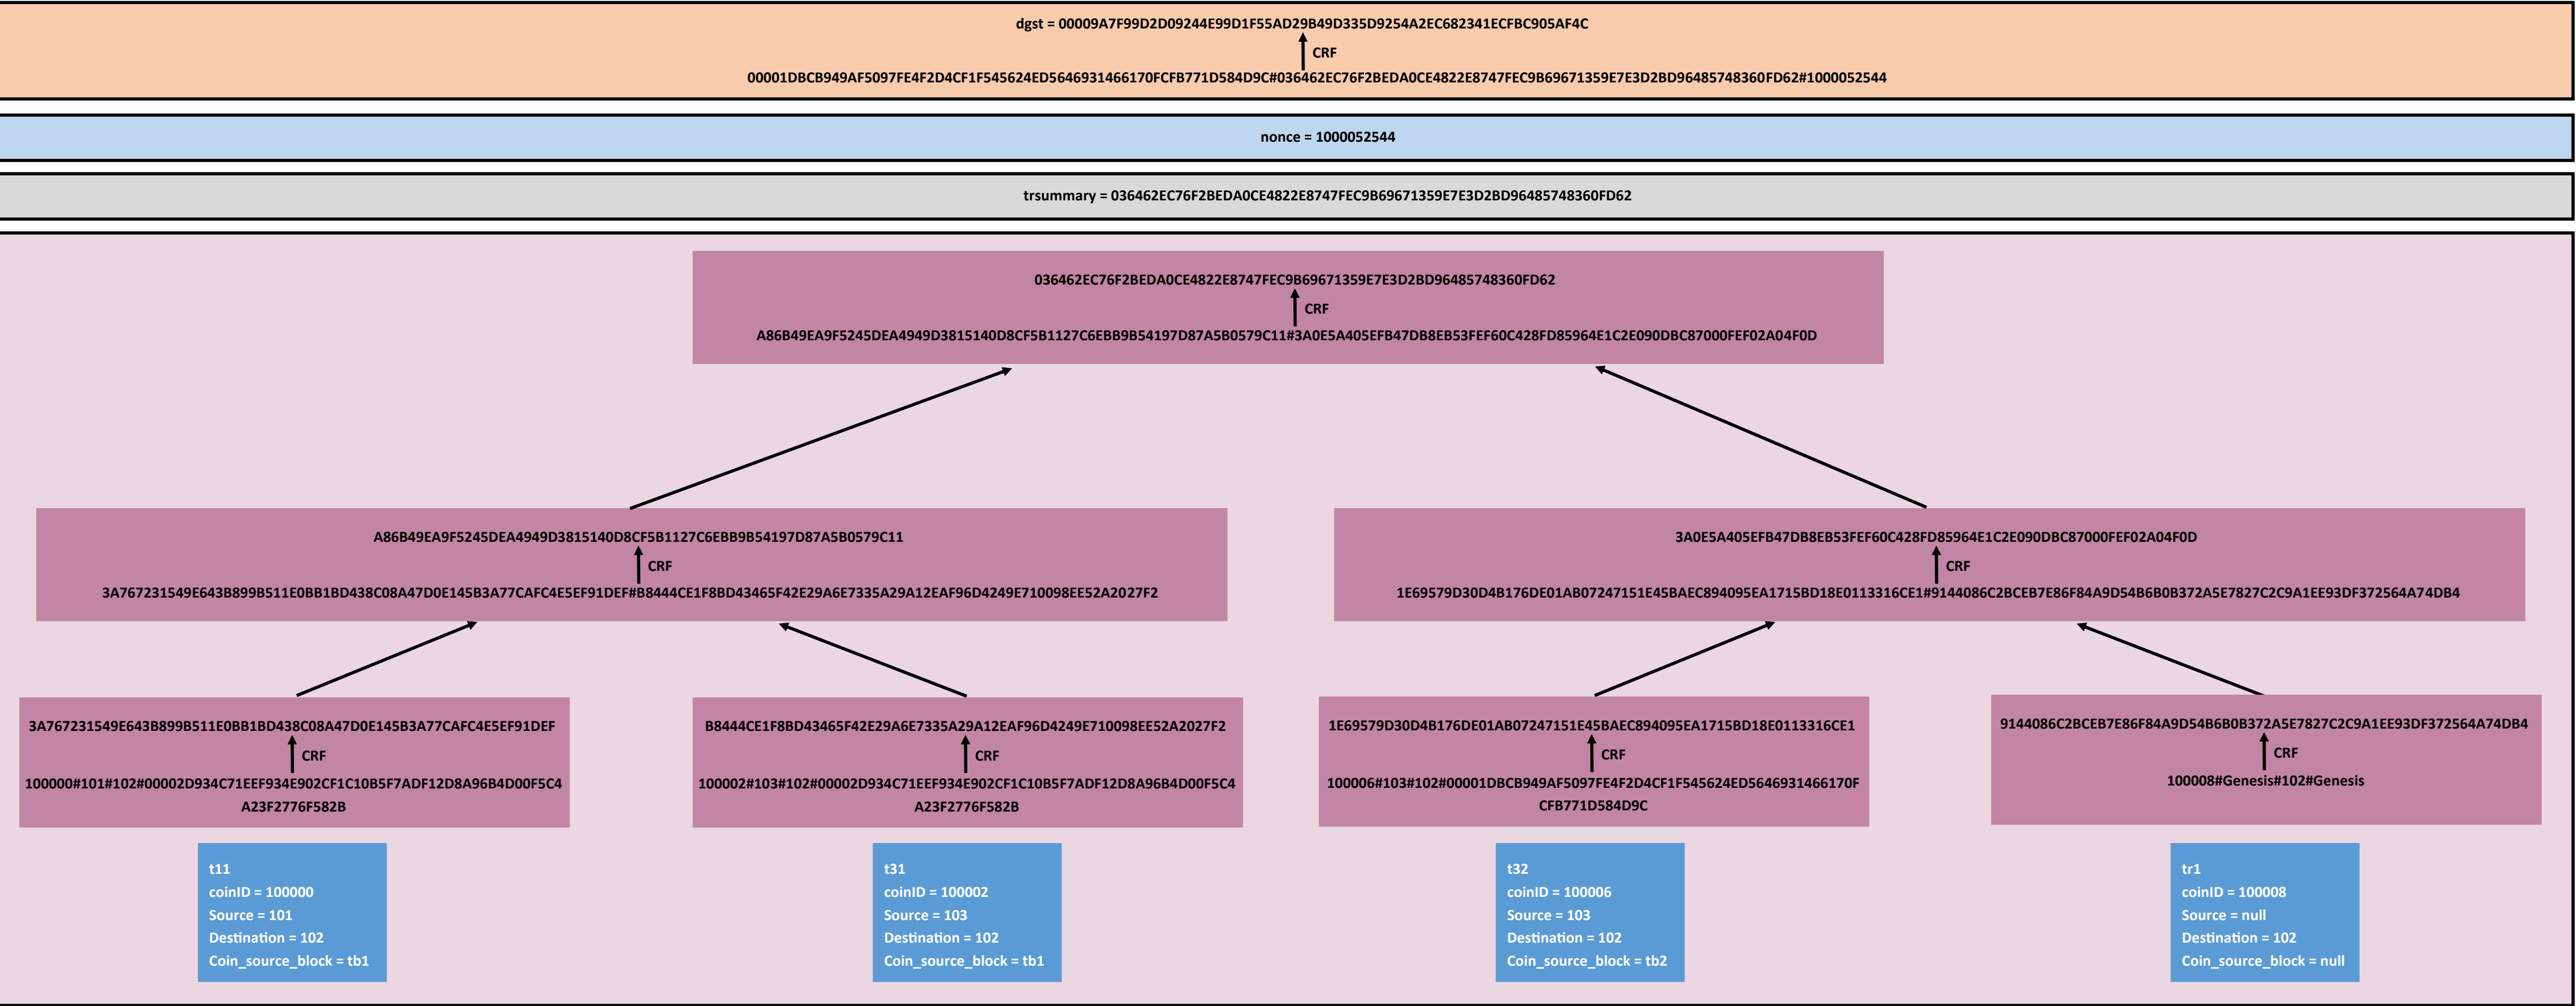 dgst = 00009A7F99D2D09244E99D1F55AD29B49D335D9254A2EC682341ECFBC905AF4C
CRF
00001DBCB949AF5097FE4F2D4CF1F545624ED5646931466170FCFB771D584D9C#036462EC76F2BEDA0CE4822E8747FEC9B69671359E7E3D2BD96485748360FD62#1000052544
nonce = 1000052544
trsummary = 036462EC76F2BEDA0CE4822E8747FEC9B69671359E7E3D2BD96485748360FD62
036462EC76F2BEDA0CE4822E8747FEC9B69671359E7E3D2BD96485748360FD62
CRF
A86B49EA9F5245DEA4949D3815140D8CF5B1127C6EBB9B54197D87A5B0579C11#3A0E5A405EFB47DB8EB53FEF60C428FD85964E1C2E090DBC87000FEF02A04F0D
A86B49EA9F5245DEA4949D3815140D8CF5B1127C6EBB9B54197D87A5B0579C11
CRF
3A767231549E643B899B511E0BB1BD438C08A47D0E145B3A77CAFC4E5EF91DEF#B8444CE1F8BD43465F42E29A6E7335A29A12EAF96D4249E710098EE52A2027F2
3A0E5A405EFB47DB8EB53FEF60C428FD85964E1C2E090DBC87000FEF02A04F0D
CRF
1E69579D30D4B176DE01AB07247151E45BAEC894095EA1715BD18E0113316CE1#9144086C2BCEB7E86F84A9D54B6B0B372A5E7827C2C9A1EE93DF372564A74DB4
3A767231549E643B899B511E0BB1BD438C08A47D0E145B3A77CAFC4E5EF91DEF
CRF
100000#101#102#00002D934C71EEF934E902CF1C10B5F7ADF12D8A96B4D00F5C4
A23F2776F582B
B8444CE1F8BD43465F42E29A6E7335A29A12EAF96D4249E710098EE52A2027F2
CRF
100002#103#102#00002D934C71EEF934E902CF1C10B5F7ADF12D8A96B4D00F5C4
A23F2776F582B
1E69579D30D4B176DE01AB07247151E45BAEC894095EA1715BD18E0113316CE1
CRF
100006#103#102#00001DBCB949AF5097FE4F2D4CF1F545624ED5646931466170F
CFB771D584D9C
9144086C2BCEB7E86F84A9D54B6B0B372A5E7827C2C9A1EE93DF372564A74DB4
CRF
100008#Genesis#102#Genesis
t11
coinID = 100000
Source = 101
Destination = 102
Coin_source_block = tb1
t31
coinID = 100002
Source = 103
Destination = 102
Coin_source_block = tb1
t32
coinID = 100006
Source = 103
Destination = 102
Coin_source_block = tb2
tr1
coinID = 100008
Source = null
Destination = 102
Coin_source_block = null